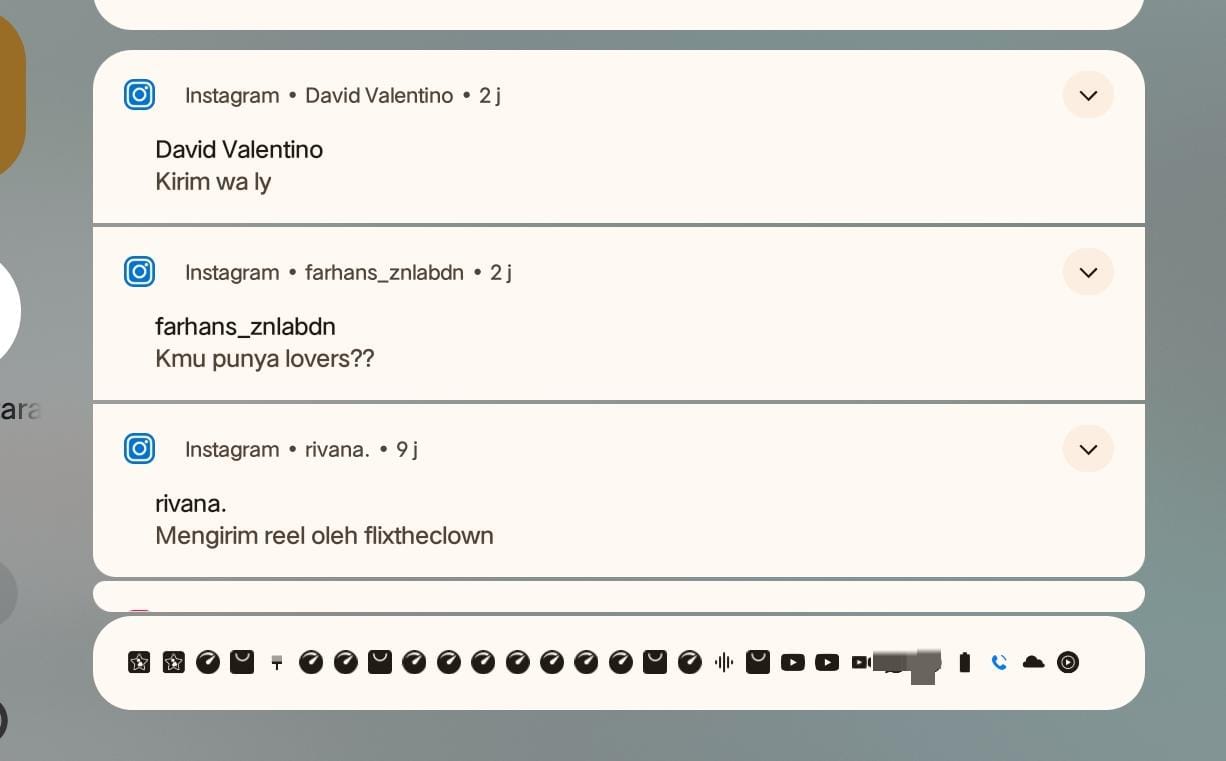 Instagram • David Valentino • 2 j
David Valentino
Kirim wa ly
Instagram • farhans_znlabdn • 2 j
farhans_znlabdn
Kmu punya lovers??
ara
Instagram • rivana. • 9 j
rivana.
Mengirim reel oleh flixtheclown